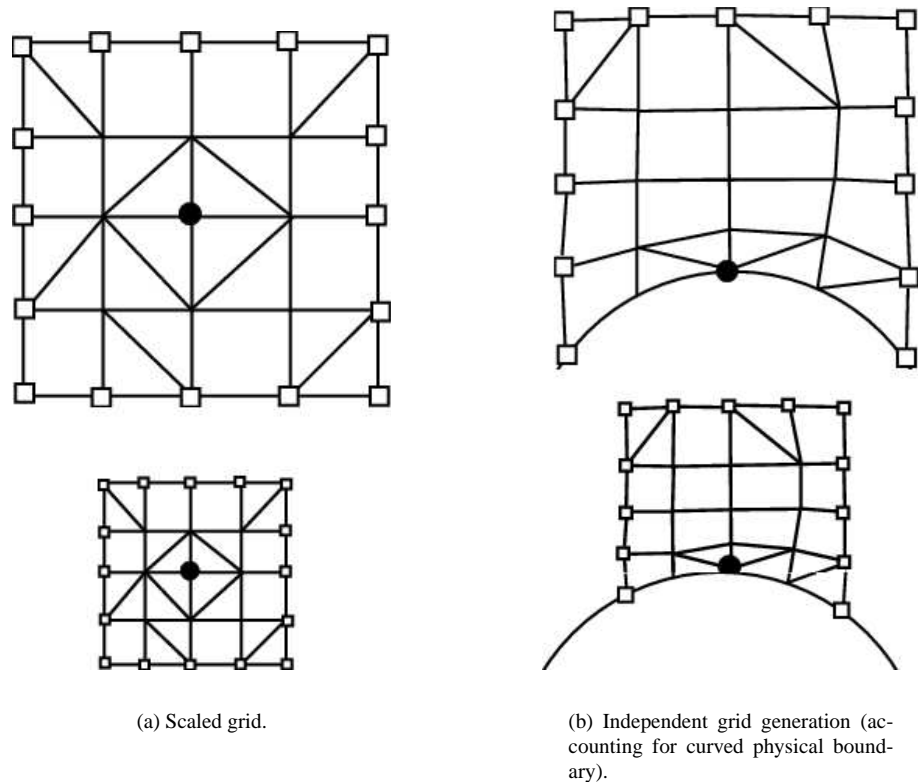 (a) Scaled grid.
(b) Independent grid generation (ac-
counting for curved physical bound-
ary).